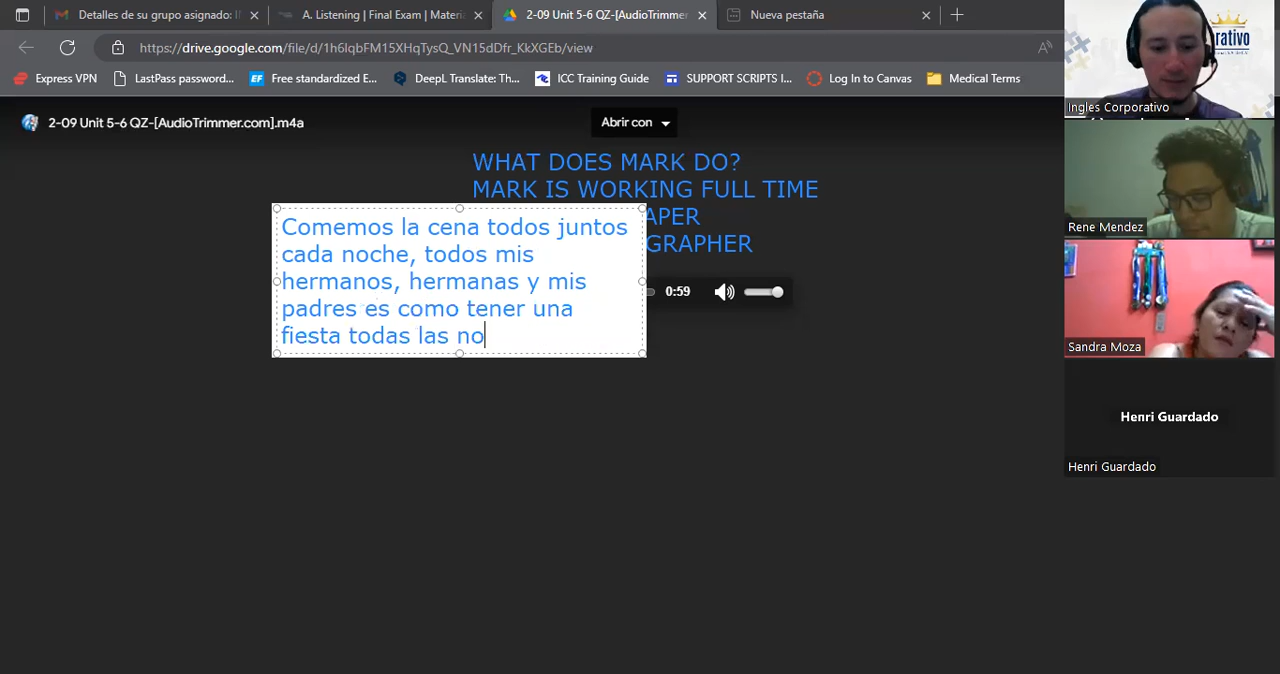 Detalles de su grupo asignado: II
A. Listening | Final Exam | Materia
2-09 Unit 5-6 QZ-[AudioTrimmer
Nueva pestaña
https://drive.google.com/file/d/1h6lqbFM15XHqTysQ_VN15dDfr_KkXGEb/view
Express VPN
LastPass password...
EF
Free standardized E...
DeepL Translate: Th...
ICC Training Guide
SUPPORT SCRIPTS I...
Log In to Canvas
Medical Terms
2-09 Unit 5-6 QZ-[AudioTrimmer.com].m4a
Abrir con
WHAT DOES MARK DO?
MARK IS WORKING FULL TIME
APER
GRAPHER
Comemos la cena todos juntos
cada noche, todos mis
hermanos, hermanas y mis
padres es como tener una
fiesta todas las no
0:59
rativo
Ingles Corporativo
Rene Mendez
Sandra Moza
Henri Guardado
Henri Guardado